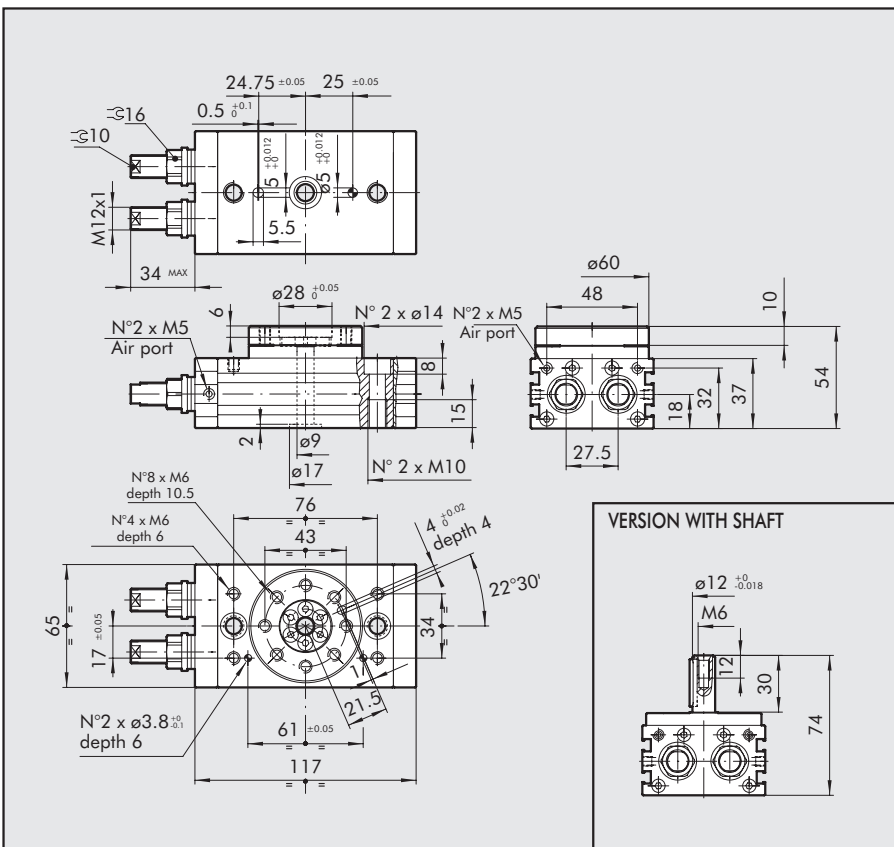 24.75 ±0.05
25 ±0.05
0.5 +0.1 0
16
10
5 +0.012 +0
ø5 +0.012 +0
M12x1
5.5
34 MAX
ø60
ø28 +0.05 0
6
N° 2 x ø14
N°2 x M5
Air port
48
10
N°2 x M5
Air port
8
15
2
ø9
ø17
N° 2 x M10
18
32
37
54
27.5
N°8 x M6
depth 10.5
76
N°4 x M6
depth 6
43
4 +0.02 0
depth 4
22°30'
65
17 ±0.05
34
17
21.5
N°2 x ø3.8 +0 -0.1
depth 6
61 ±0.05
117
VERSION WITH SHAFT
ø12 +0 -0.018
M6
12
30
74